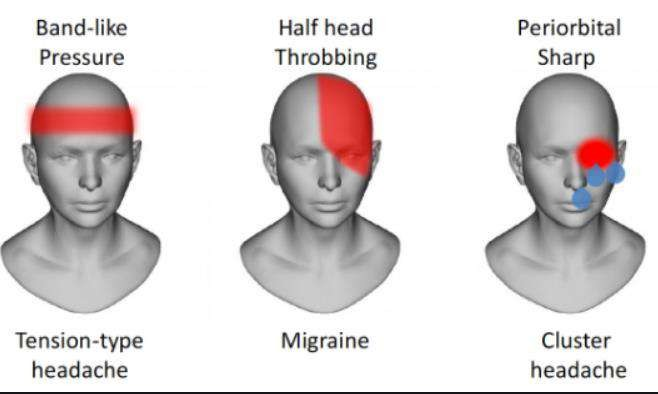 Band-like
Pressure
Half head
Throbbing
Periorbital
Sharp
Tension-type
headache
Migraine
Cluster
headache